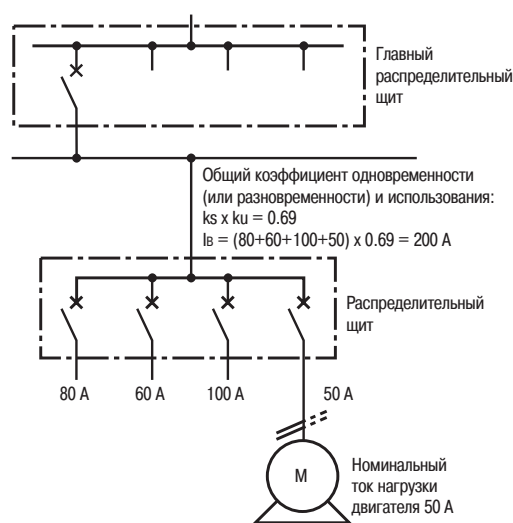 Главный
распределительный
щит
Общий коэффициент одновременности
(или разновременности) и использования:
ks x ku = 0.69
IB = (80+60+100+50) x 0.69 = 200 A
Распределительный
щит
80 A
60 A
100 A
50 A
M
Номинальный
ток нагрузки
двигателя 50 A